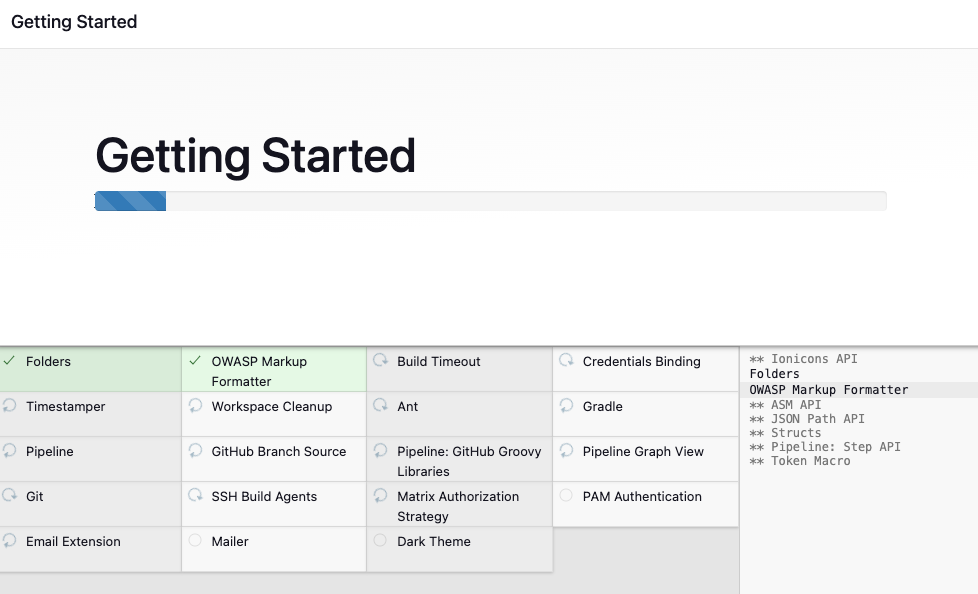 Getting Started
Getting Started
Folders
OWASP Markup
Formatter
Build Timeout
Credentials Binding
Timestamper
Workspace Cleanup
Ant
Gradle
Pipeline
GitHub Branch Source
Pipeline: GitHub Groovy
Libraries
Pipeline Graph View
Git
SSH Build Agents
Matrix Authorization
Strategy
PAM Authentication
Email Extension
Mailer
Dark Theme
** Ionicons API
Folders
OWASP Markup Formatter
** ASM API
** JSON Path API
** Structs
** Pipeline: Step API
** Token Macro